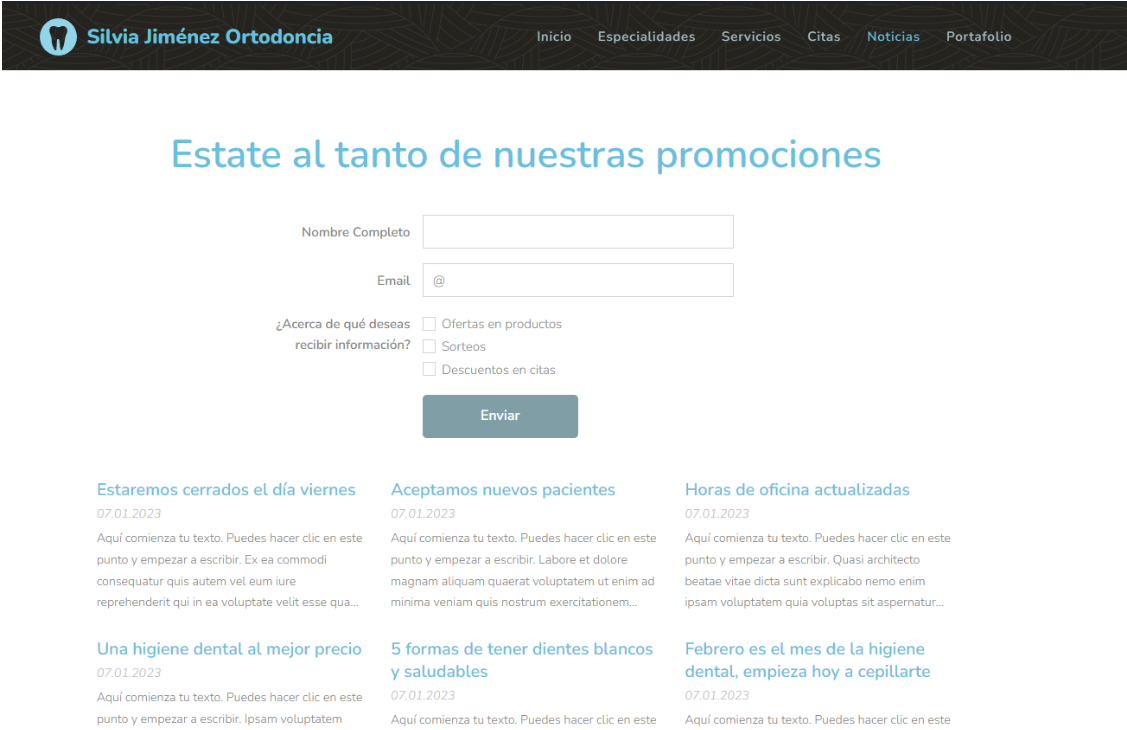 Silvia Jiménez Ortodoncia
Inicio Especialidades Servicios Citas Noticias Portafolio
Estate al tanto de nuestras promociones
Nombre Completo
Email @
¿Acerca de qué deseas
recibir información?
Ofertas en productos
Sorteos
Descuentos en citas
Enviar
Estaremos cerrados el día viernes
07.01.2023
Aquí comienza tu texto. Puedes hacer clic en este
punto y empezar a escribir. Ex ea commodi
consequatur quis autem vel eum iure
reprehenderit qui in ea voluptate velit esse qua...
Aceptamos nuevos pacientes
07.01.2023
Aquí comienza tu texto. Puedes hacer clic en este
punto y empezar a escribir. Labore et dolore
magnam aliquam quaerat voluptatem ut enim ad
minima veniam quis nostrum exercitationem...
Horas de oficina actualizadas
07.01.2023
Aquí comienza tu texto. Puedes hacer clic en este
punto y empezar a escribir. Quasi architecto
beatae vitae dicta sunt explicabo nemo enim
ipsam voluptatem quia voluptas sit aspernatur...
Una higiene dental al mejor precio
07.01.2023
Aquí comienza tu texto. Puedes hacer clic en este
punto y empezar a escribir. Ipsam voluptatem
5 formas de tener dientes blancos
y saludables
07.01.2023
Aquí comienza tu texto. Puedes hacer clic en este
Febrero es el mes de la higiene
dental, empieza hoy a cepillarte
07.01.2023
Aquí comienza tu texto. Puedes hacer clic en este